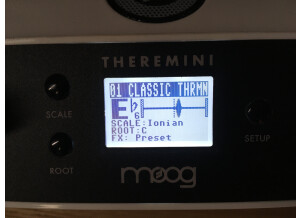 THEREMINI
01 CLASSIC THRMN
E♭6
SCALE:Ionian
ROOT:C
FX: Preset
SCALE
SETUP
ROOT
moog